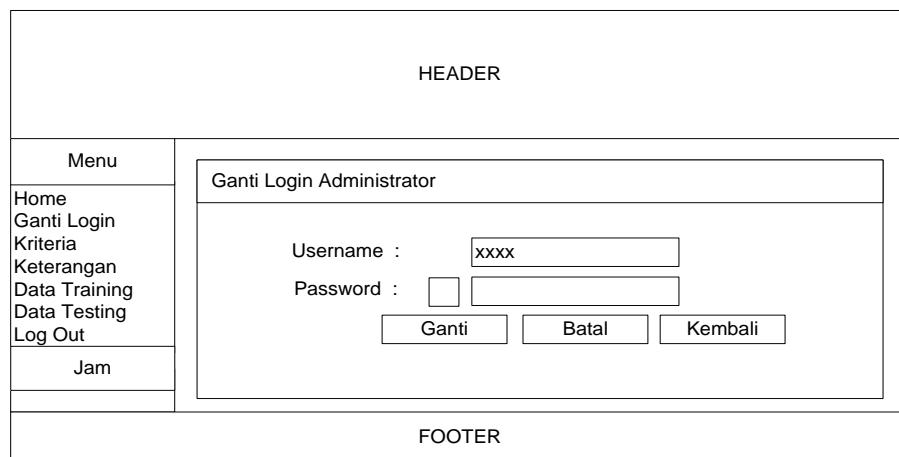 HEADER
Menu
Home
Ganti Login
Kriteria
Keterangan
Data Training
Data Testing
Log Out
Jam
Ganti Login Administrator
Username :
xxxx
Password :
Ganti
Batal
Kembali
FOOTER